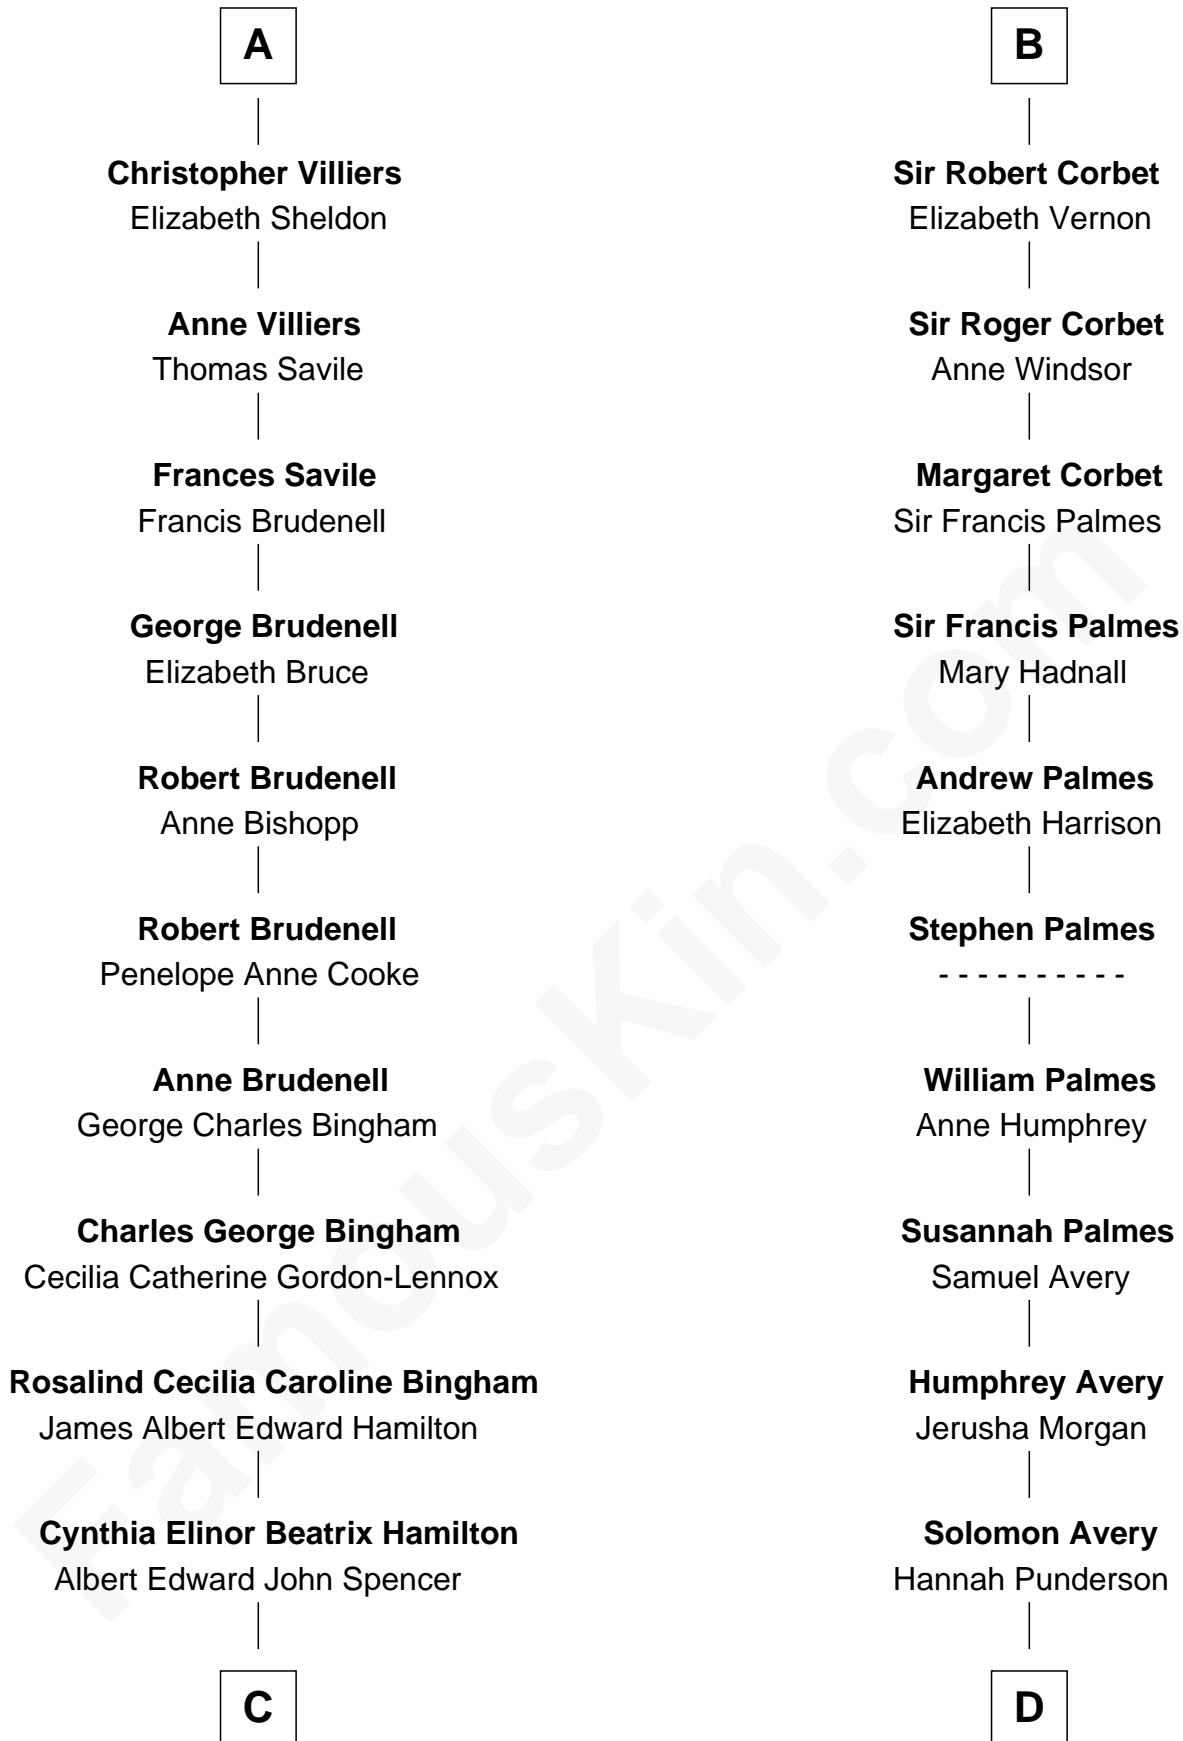 A
Christopher Villiers
Elizabeth Sheldon
Anne Villiers
Thomas Savile
Frances Savile
Francis Brudenell
George Brudenell
Elizabeth Bruce
Robert Brudenell
Anne Bishopp
Robert Brudenell
Penelope Anne Cooke
Anne Brudenell
George Charles Bingham
Charles George Bingham
Cecilia Catherine Gordon-Lennox
Rosalind Cecilia Caroline Bingham
James Albert Edward Hamilton
Cynthia Elinor Beatrix Hamilton
Albert Edward John Spencer
C
B
Sir Robert Corbet
Elizabeth Vernon
Sir Roger Corbet
Anne Windsor
Margaret Corbet
Sir Francis Palmes
Sir Francis Palmes
Mary Hadnall
Andrew Palmes
Elizabeth Harrison
Stephen Palmes
- - - - - - - - - -
William Palmes
Anne Humphrey
Susannah Palmes
Samuel Avery
Humphrey Avery
Jerusha Morgan
Solomon Avery
Hannah Punderson
D
FamousKin.com